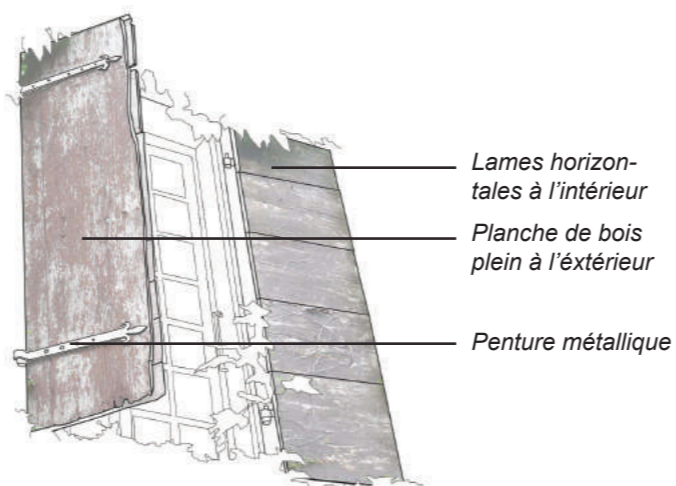 Lames horizon-
tales à l'intérieur
Planche de bois
plein à l'éxtérieur
Penture métallique